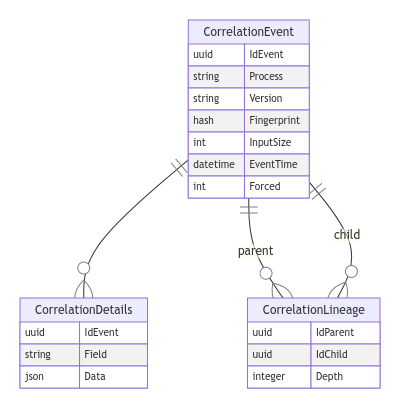 CorrelationEvent
uuid IdEvent
string Process
string Version
hash Fingerprint
int InputSize
datetime EventTime
int Forced
child
parent
CorrelationDetails
uuid IdEvent
string Field
json Data
CorrelationLineage
uuid IdParent
uuid IdChild
integer Depth